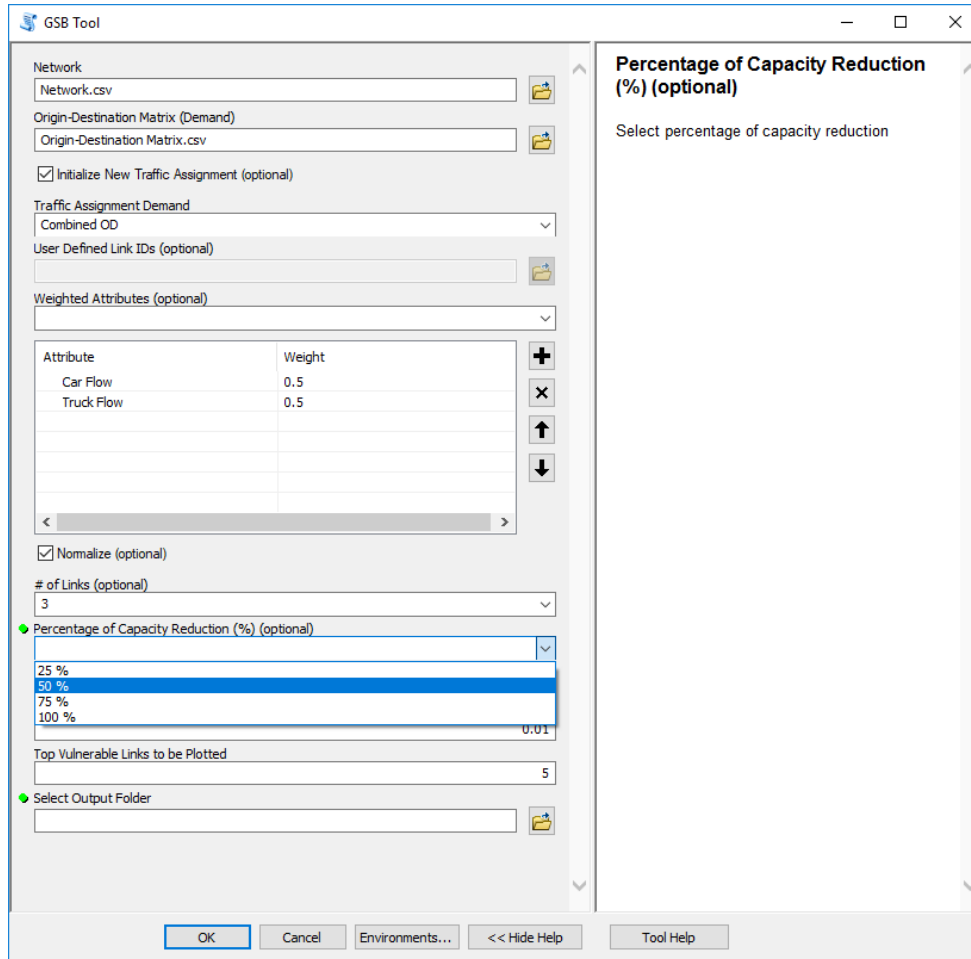 GSB Tool
Network
Network.csv
Origin-Destination Matrix (Demand)
Origin-Destination Matrix.csv
Initialize New Traffic Assignment (optional)
Traffic Assignment Demand
Combined OD
User Defined Link IDs (optional)
Weighted Attributes (optional)
Attribute Weight
Car Flow 0.5
Truck Flow 0.5
Normalize (optional)
# of Links (optional)
3
Percentage of Capacity Reduction (%) (optional)
25 %
50 %
75 %
100 %
0.01
Top Vulnerable Links to be Plotted
5
Select Output Folder
Percentage of Capacity Reduction
(%) (optional)
Select percentage of capacity reduction
OK Cancel Environments... << Hide Help Tool Help